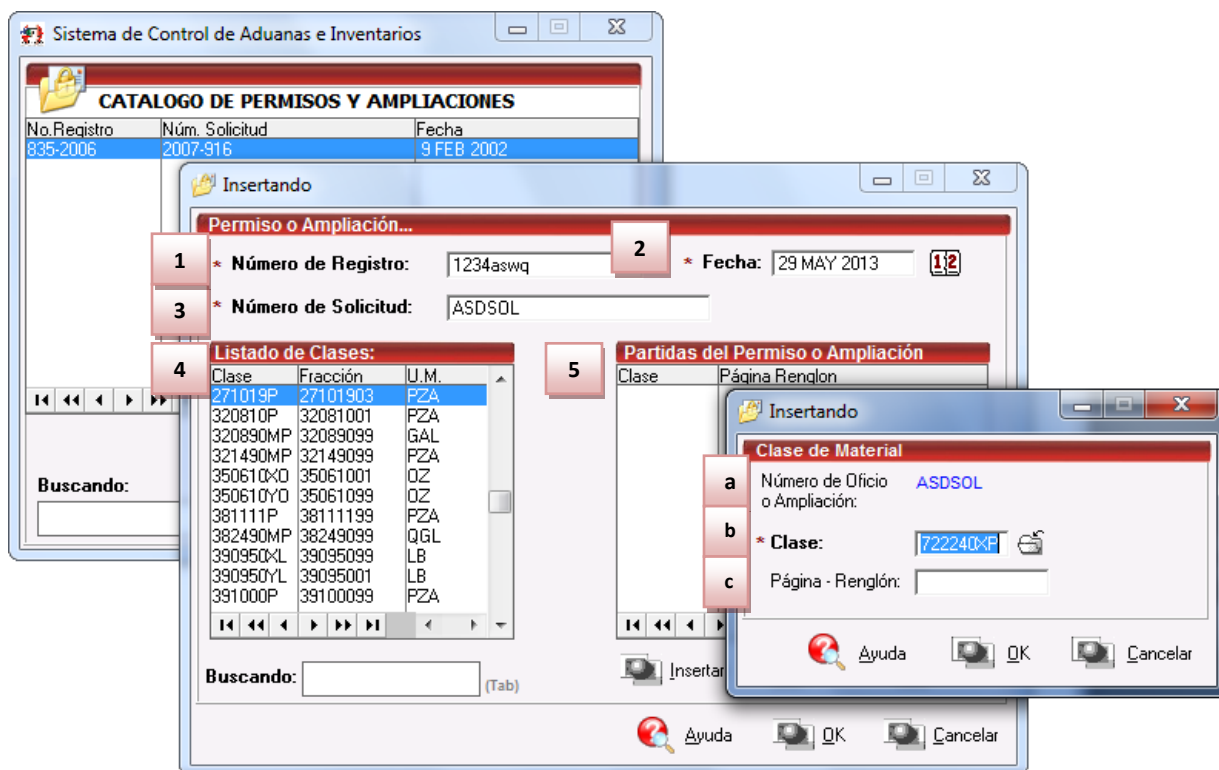 Sistema de Control de Aduanas e Inventarios
CATALOGO DE PERMISOS Y AMPLIACIONES
No.Registro Núm. Solicitud Fecha
835-2006 2007-916 9 FEB 2002
Buscando:
Insertando
Permiso o Ampliación...
1 * Número de Registro: 1234aswq 2 * Fecha: 29 MAY 2013 12
3 * Número de Solicitud: ASDSOL
4 Listado de Clases:
Clase Fracción U.M.
271019P 27101903 PZA
320810P 32081001 PZA
320890MP 32089099 GAL
321490MP 32149099 PZA
350610XO 35061001 OZ
350610YO 35061099 OZ
381111P 38111199 PZA
382490MP 38249099 QGL
390950XL 39095099 LB
390950YL 39095001 LB
391000P 39100099 PZA
Buscando: (Tab)
5 Partidas del Permiso o Ampliación
Clase Página Renglon
Insertar
Ayuda OK Cancelar
Insertando
Clase de Material
a Número de Oficio o Ampliación: ASDSOL
b * Clase: 722240XP
c Página - Renglón:
Ayuda OK Cancelar